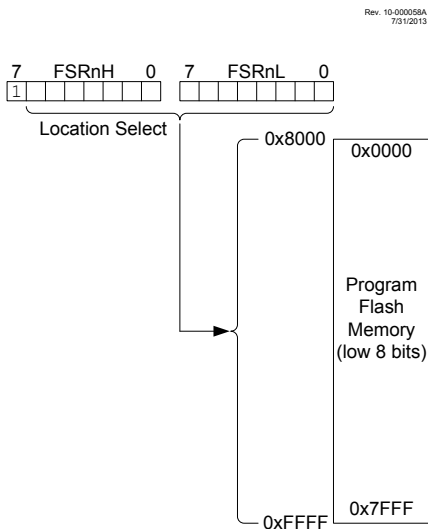 Rev. 10-000058A
7/31/2013
7 FSRnH 0 7 FSRnL 0
1
Location Select
0x8000
0x0000
Program
Flash
Memory
(low 8 bits)
0x7FFF
0xFFFF